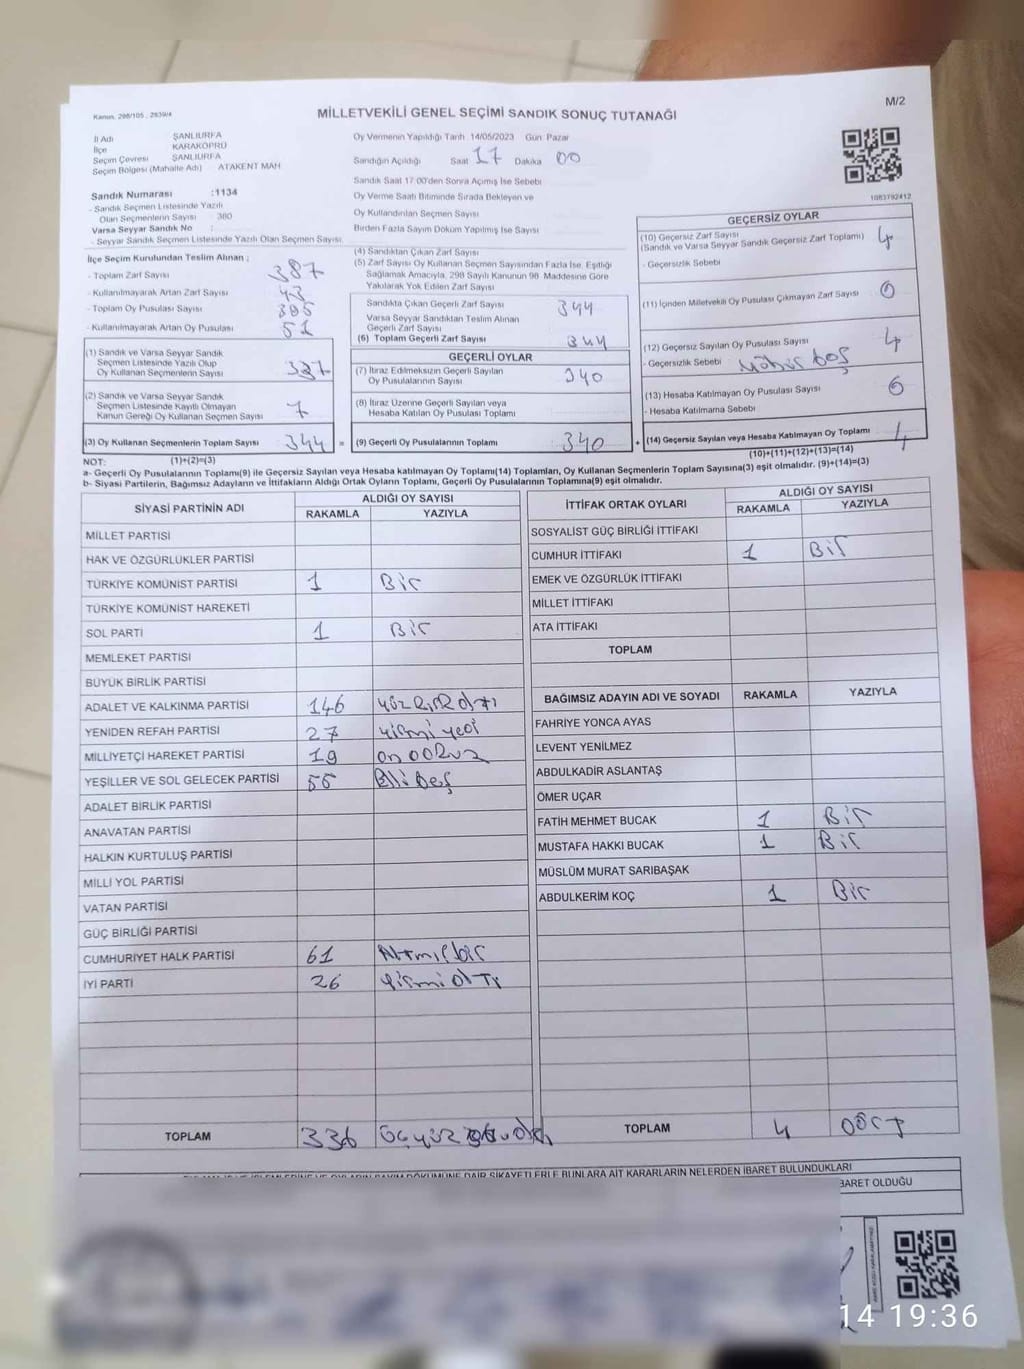 Kanun. 298/105 , 2839/4
MİLLETVEKİLİ GENEL SEÇİMİ SANDIK SONUÇ TUTANAĞI
M/2
İl Adı ŞANLIURFA
İlçe KARAKÖPRÜ
Seçim Çevresi ŞANLIURFA
Seçim Bölgesi (Mahalle Adı) ATAKENT MAH
Oy Vermenin Yapıldığı Tarih 14/05/2023 Gün: Pazar
Sandığın Açıldığı Saat 17 Dakika 00
Sandık Saat 17:00'den Sonra Açımış İse Sebebi
Sandık Numarası :1134
- Sandık Seçmen Listesinde Yazılı
Olan Seçmenlerin Sayısı : 380
Varsa Seyyar Sandık No :
- Seyyar Sandık Seçmen Listesinde Yazılı Olan Seçmen Sayısı
Oy Verme Saati Bitiminde Sırada Bekleyen ve
Oy Kullandırılan Seçmen Sayısı
Birden Fazla Sayım Döküm Yapılmış İse Sayısı
1083792412
İlçe Seçim Kurulundan Teslim Alınan ;
- Toplam Zarf Sayısı 387
- Kullanılmayarak Artan Zarf Sayısı 43
- Toplam Oy Pusulası Sayısı 395
- Kullanılmayarak Artan Oy Pusulası 51
(1) Sandık ve Varsa Seyyar Sandık
Seçmen Listesinde Yazılı Olup
Oy Kullanan Seçmenlerin Sayısı 337
(2) Sandık ve Varsa Seyyar Sandık
Seçmen Listesinde Kayıtlı Olmayan
Kanun Gereği Oy Kullanan Seçmen Sayısı 7
(3) Oy Kullanan Seçmenlerin Toplam Sayısı 344 =
(1)+(2)=(3)
(4) Sandıktan Çıkan Zarf Sayısı
(5) Zarf Sayısı Oy Kullanan Seçmen Sayısından Fazla İse, Eşitliği
Sağlamak Amacıyla, 298 Sayılı Kanunun 98. Maddesine Göre
Yakılarak Yok Edilen Zarf Sayısı
Sandıkta Çıkan Geçerli Zarf Sayısı 344
Varsa Seyyar Sandıktan Teslim Alınan
Geçerli Zarf Sayısı
(6) Toplam Geçerli Zarf Sayısı 344
GEÇERLİ OYLAR
(7) İtiraz Edilmeksizin Geçerli Sayılan
Oy Pusulalarının Sayısı 340
(8) İtiraz Üzerine Geçerli Sayılan veya
Hesaba Katılan Oy Pusulası Toplamı
(9) Geçerli Oy Pusulalarının Toplamı 340 +
GEÇERSİZ OYLAR
(10) Geçersiz Zarf Sayısı
(Sandık ve Varsa Seyyar Sandık Geçersiz Zarf Toplamı) 4
- Geçersizlik Sebebi
(11) İçinden Milletvekili Oy Pusulası Çıkmayan Zarf Sayısı 0
(12) Geçersiz Sayılan Oy Pusulası Sayısı 4
- Geçersizlik Sebebi boş
(13) Hesaba Katılmayan Oy Pusulası Sayısı
- Hesaba Katılmama Sebebi
(14) Geçersiz Sayılan veya Hesaba Katılmayan Oy Toplamı 4
(10)+(11)+(12)+(13)=(14)
NOT:
a- Geçerli Oy Pusulalarının Toplamı(9) ile Geçersiz Sayılan veya Hesaba katılmayan Oy Toplamı(14) Toplamları, Oy Kullanan Seçmenlerin Toplam Sayısına(3) eşit olmalıdır. (9)+(14)=(3)
b- Siyasi Partilerin, Bağımsız Adayların ve İttifakların Aldığı Ortak Oyların Toplamı, Geçerli Oy Pusulalarının Toplamına(9) eşit olmalıdır.
SİYASİ PARTİNİN ADI ALDIĞI OY SAYISI
RAKAMLA YAZIYLA
MİLLET PARTİSİ
HAK VE ÖZGÜRLÜKLER PARTİSİ
TÜRKİYE KOMÜNİST PARTİSİ 1 Bir
TÜRKİYE KOMÜNİST HAREKETİ
SOL PARTİ 1 Bir
MEMLEKET PARTİSİ
BÜYÜK BİRLİK PARTİSİ
ADALET VE KALKINMA PARTİSİ 146 yüzkırkaltı
YENİDEN REFAH PARTİSİ 27 yirmi yedi
MİLLİYETÇİ HAREKET PARTİSİ 19 on dokuz
YEŞİLLER VE SOL GELECEK PARTİSİ 55 Elli beş
ADALET BİRLİK PARTİSİ
ANAVATAN PARTİSİ
HALKIN KURTULUŞ PARTİSİ
MİLLİ YOL PARTİSİ
VATAN PARTİSİ
GÜÇ BİRLİĞİ PARTİSİ
CUMHURİYET HALK PARTİSİ 61 Altmış bir
İYİ PARTİ 26 yirmi altı
TOPLAM 336
İTTİFAK ORTAK OYLARI ALDIĞI OY SAYISI
RAKAMLA YAZIYLA
SOSYALİST GÜÇ BİRLİĞİ İTTİFAKI
CUMHUR İTTİFAKI 1 Bir
EMEK VE ÖZGÜRLÜK İTTİFAKI
MİLLET İTTİFAKI
ATA İTTİFAKI
TOPLAM
BAĞIMSIZ ADAYIN ADI VE SOYADI RAKAMLA YAZIYLA
FAHRİYE YONCA AYAS
LEVENT YENİLMEZ
ABDULKADİR ASLANTAŞ
ÖMER UÇAR
FATİH MEHMET BUCAK 1 Bir
MUSTAFA HAKKI BUCAK 1 Bir
MÜSLÜM MURAT SARIBAŞAK
ABDULKERİM KOÇ 1 Bir
TOPLAM 4 Dört
DÖKÜMÜNE DAİR ŞİKAYETLERLE BUNLARA AİT KARARLARIN NELERDEN İBARET BULUNDUKLARI
BARET OLDUĞU
14 19:36